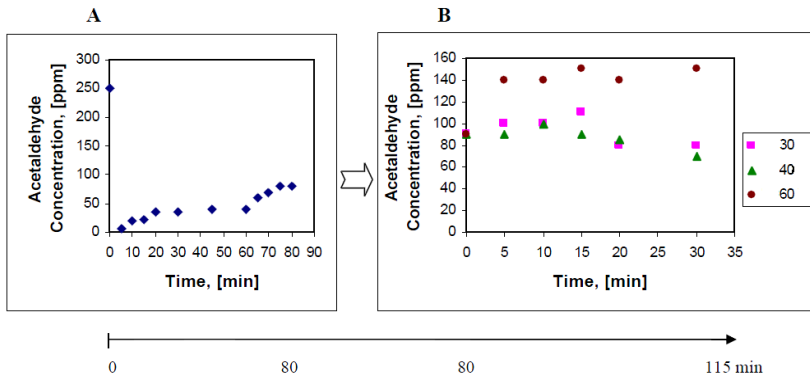 A
B
Acetaldehyde
Concentration, [ppm]
300
250
200
150
100
50
0
0 10 20 30 40 50 60 70 80 90
Time, [min]
Acetaldehyde
Concentration, [ppm]
160
140
120
100
80
60
40
20
0
0 5 10 15 20 25 30 35
Time, [min]
30
40
60
0 80 80 115 min